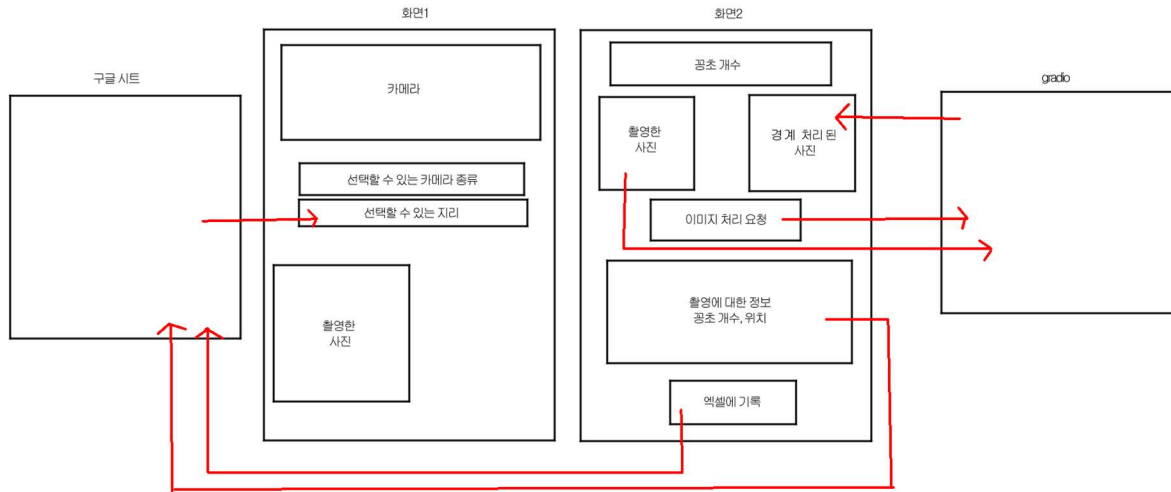 화면1
화면2
구글 시트
gradio
카메라
선택할 수 있는 카메라 종류
선택할 수 있는 지리
촬영한
사진
꽁초 개수
촬영한
사진
경계 처리 된
사진
이미지 처리 요청
촬영에 대한 정보
꽁초 개수, 위치
엑셀에 기록